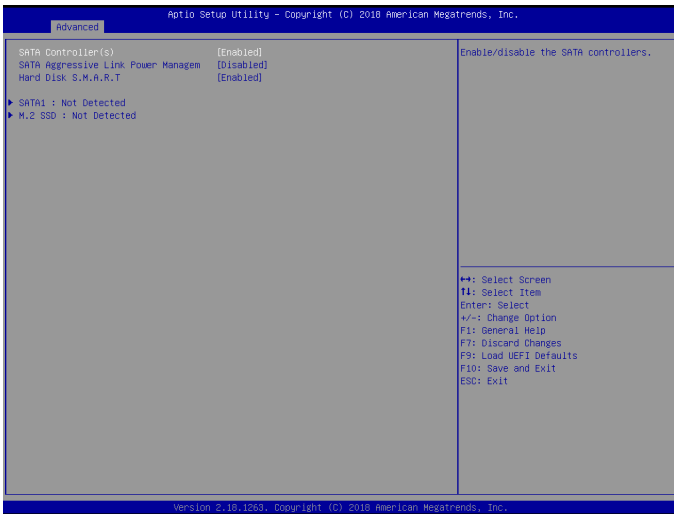 Aptio Setup Utility – Copyright (C) 2018 American Megatrends, Inc.
Advanced
SATA Controller(s) [Enabled]
SATA Aggressive Link Power Managem [Disabled]
Hard Disk S.M.A.R.T [Enabled]
SATA1 : Not Detected
M.2 SSD : Not Detected
Enable/disable the SATA controllers.
↔: Select Screen
↑↓: Select Item
Enter: Select
+/-: Change Option
F1: General Help
F7: Discard Changes
F9: Load UEFI Defaults
F10: Save and Exit
ESC: Exit
Version 2.18.1263. Copyright (C) 2018 American Megatrends, Inc.